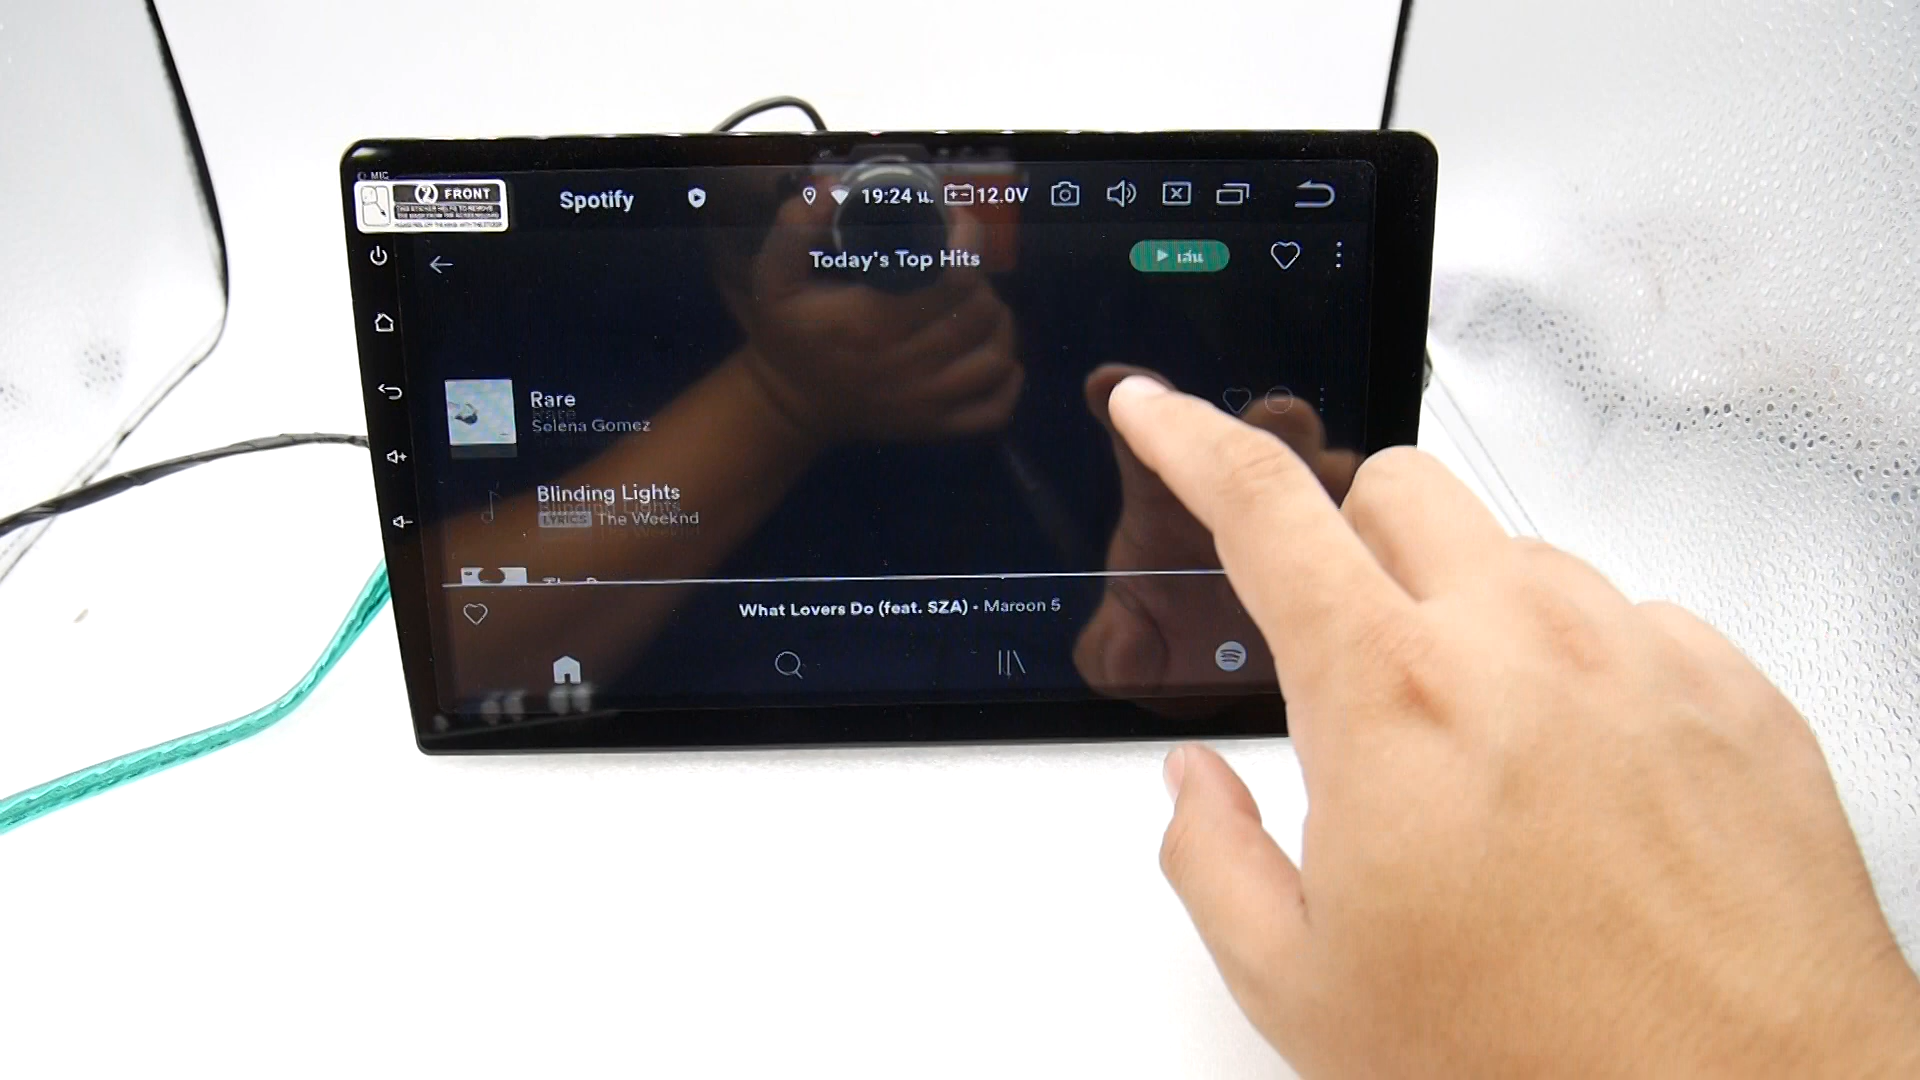 MIC
FRONT
Spotify
19:24 น.
12.0V
Today's Top Hits
เล่น
Rare
Selena Gomez
Blinding Lights
LYRICS The Weeknd
What Lovers Do (feat. SZA) • Maroon 5